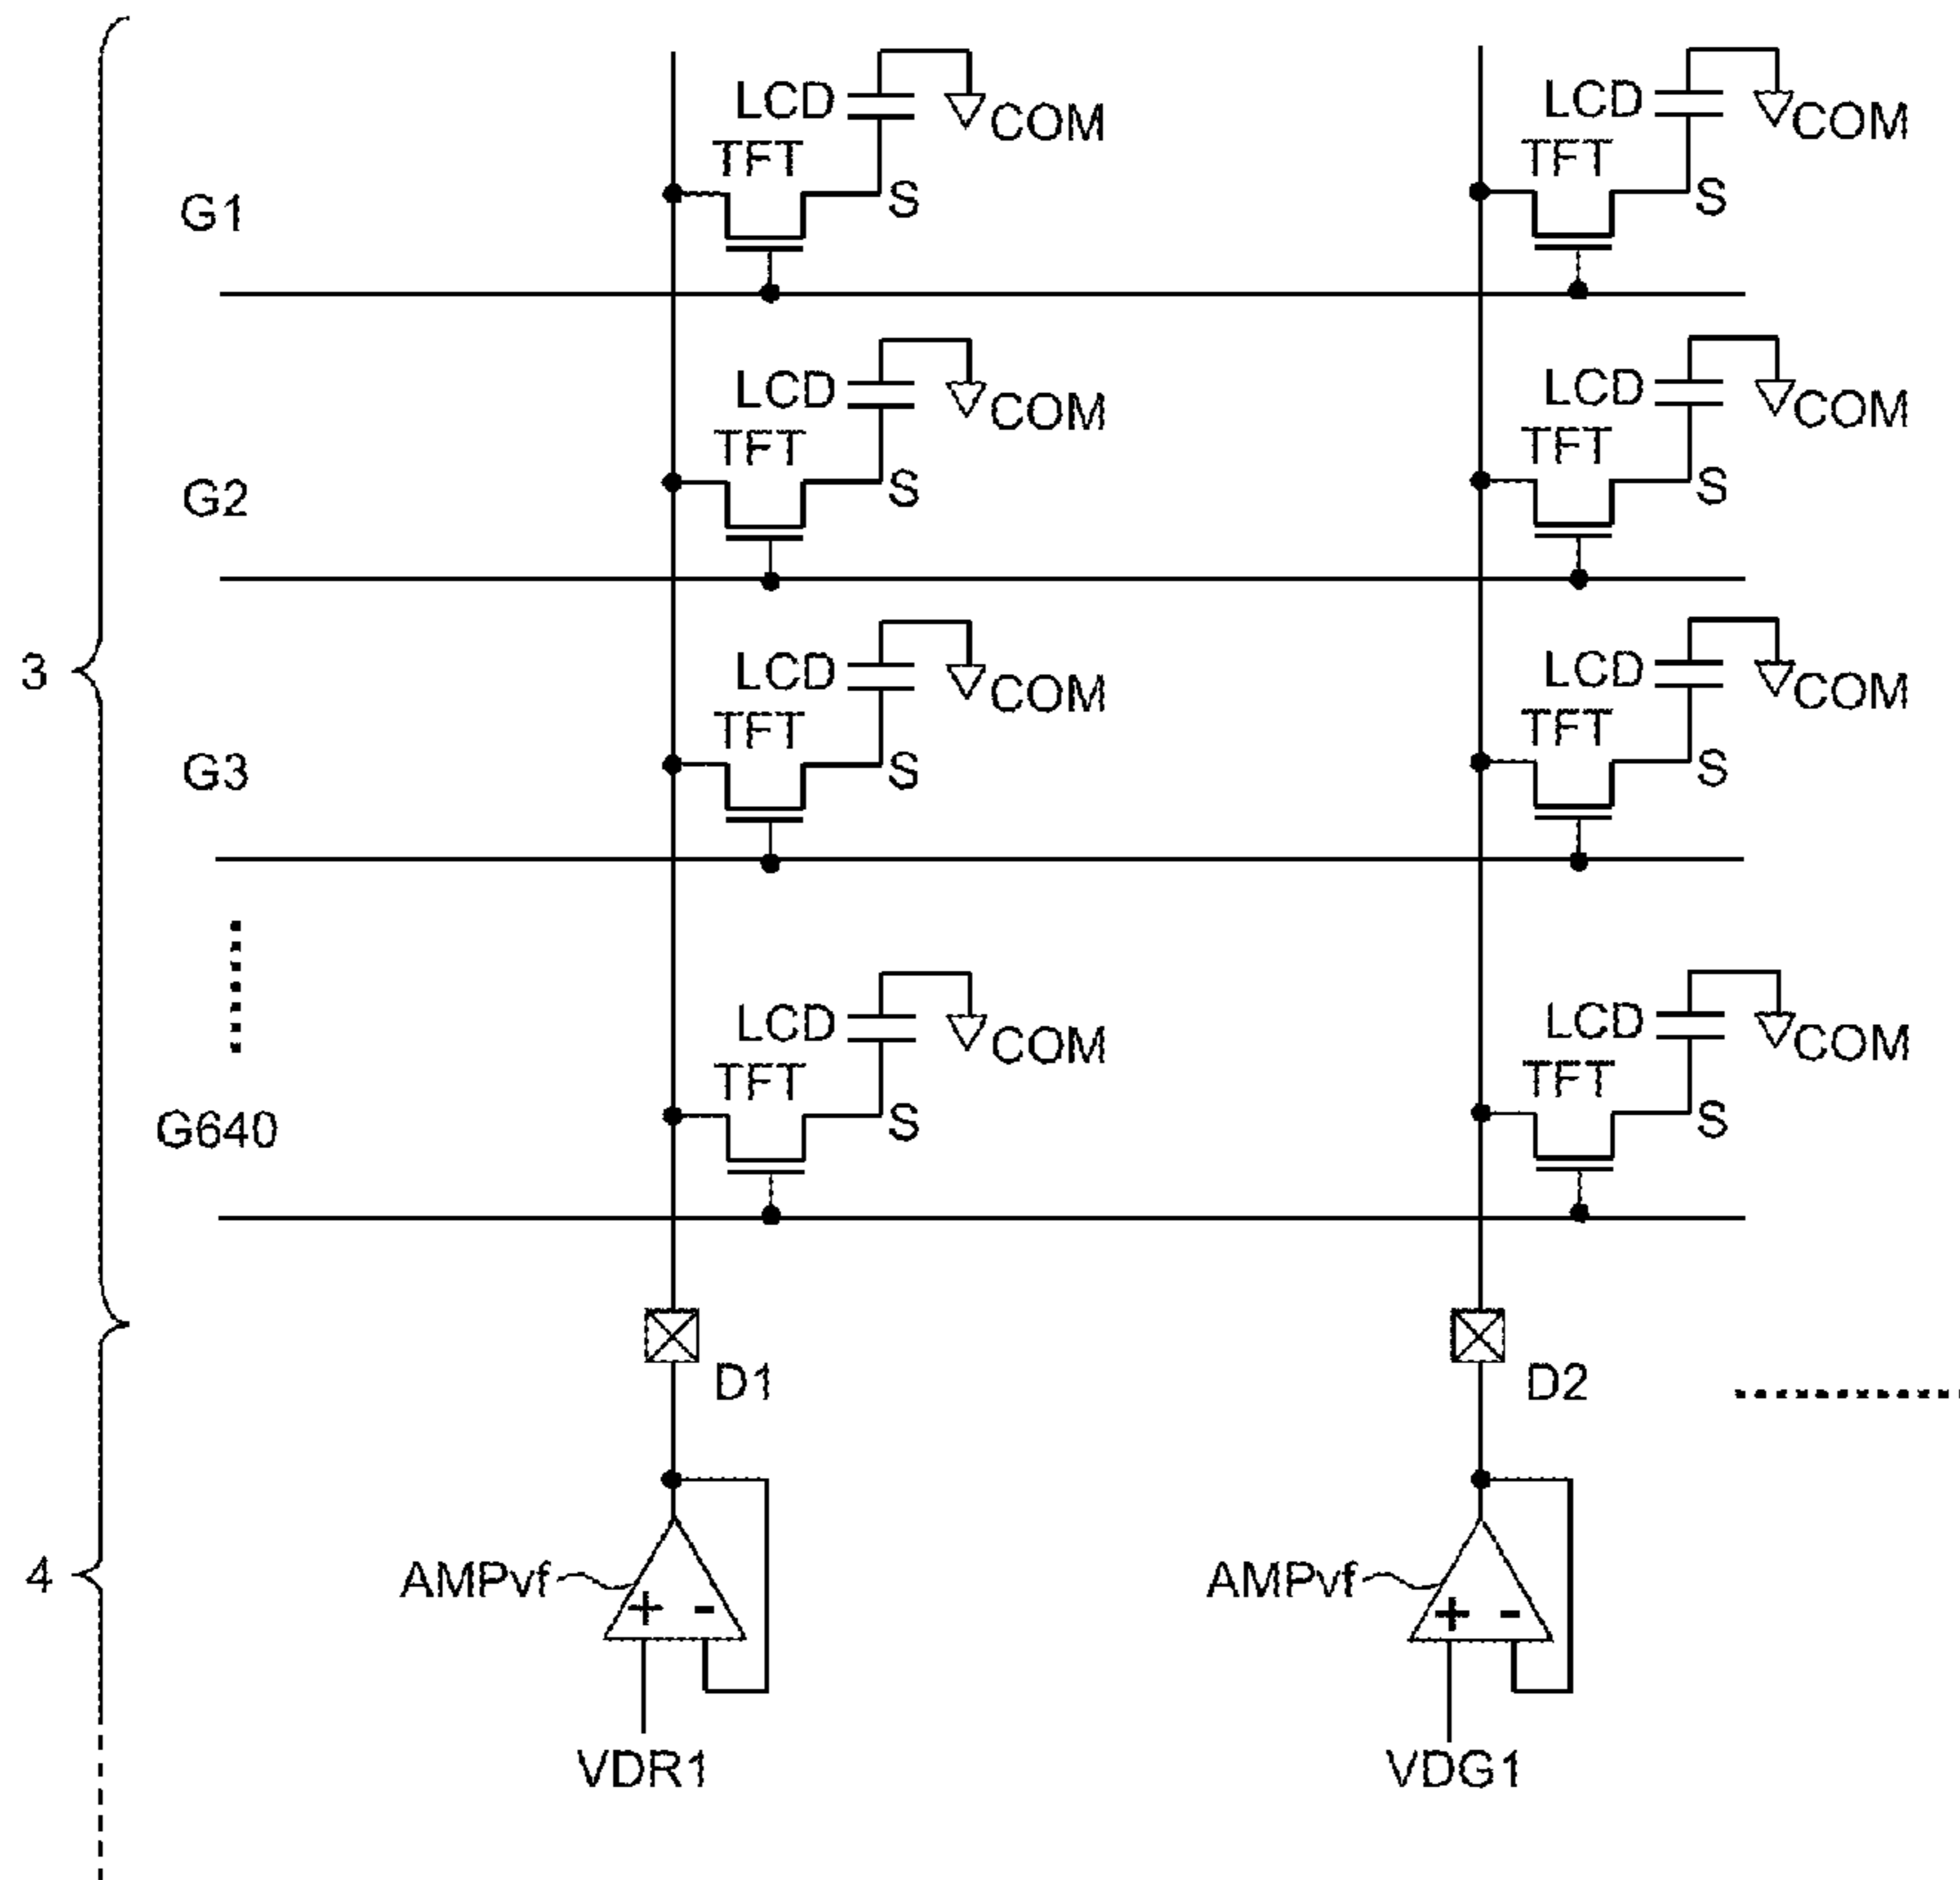 LCD COM LCD COM
TFT TFT
G1 S S
LCD COM LCD COM
TFT TFT
G2 S S
3 LCD COM LCD COM
TFT TFT
G3 S S
LCD COM LCD COM
TFT TFT
G640 S S
D1 D2
4 AMPvf + - AMPvf + -
VDR1 VDG1